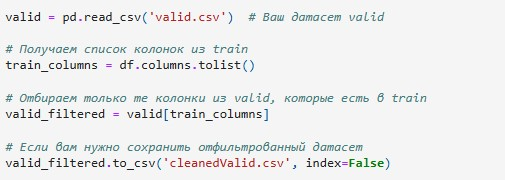 valid = pd.read_csv('valid.csv')  # Ваш датасет valid
# Получаем список колонок из train
train_columns = df.columns.tolist()
# Отбираем только те колонки из valid, которые есть в train
valid_filtered = valid[train_columns]
# Если вам нужно сохранить отфильтрованный датасет
valid_filtered.to_csv('cleanedValid.csv', index=False)